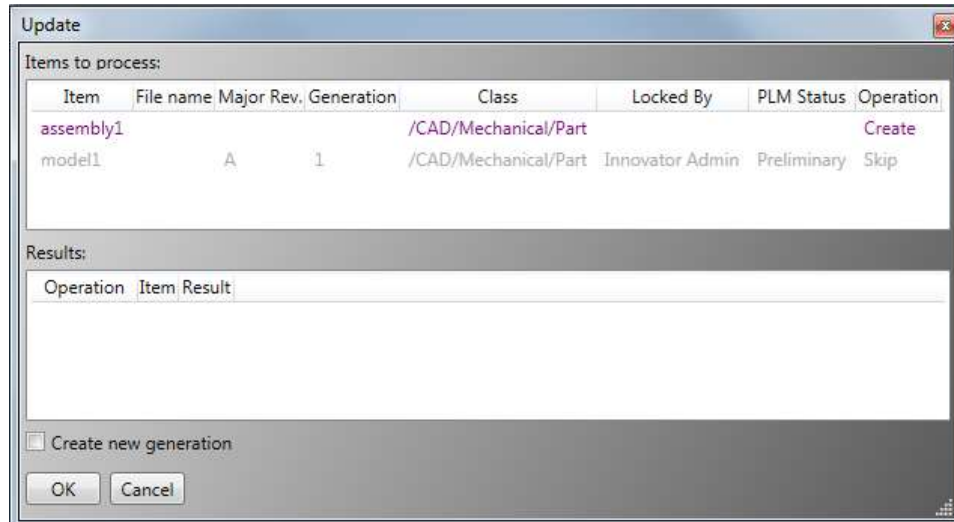 Update
Items to process:
Item File name Major Rev. Generation Class Locked By PLM Status Operation
assembly1 /CAD/Mechanical/Part Create
model1 A 1 /CAD/Mechanical/Part Innovator Admin Preliminary Skip
Results:
Operation Item Result
Create new generation
OK Cancel